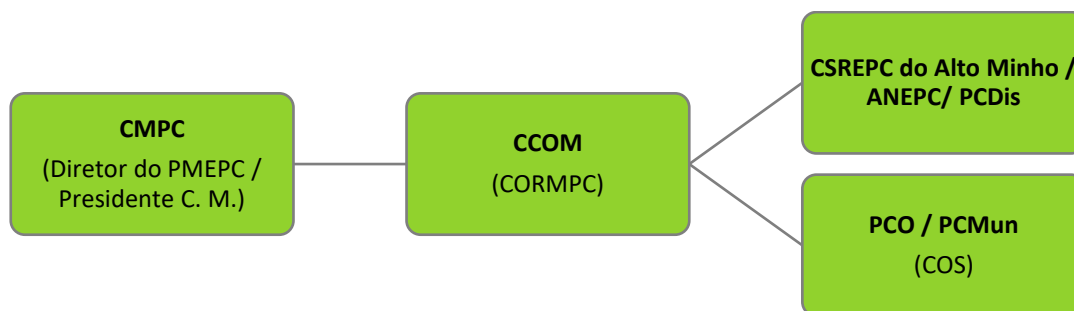 CMPC
(Diretor do PMEPC /
Presidente C. M.)
CCOM
(CORMPC)
CSREPC do Alto Minho /
ANEPC/ PCDis
PCO / PCMun
(COS)